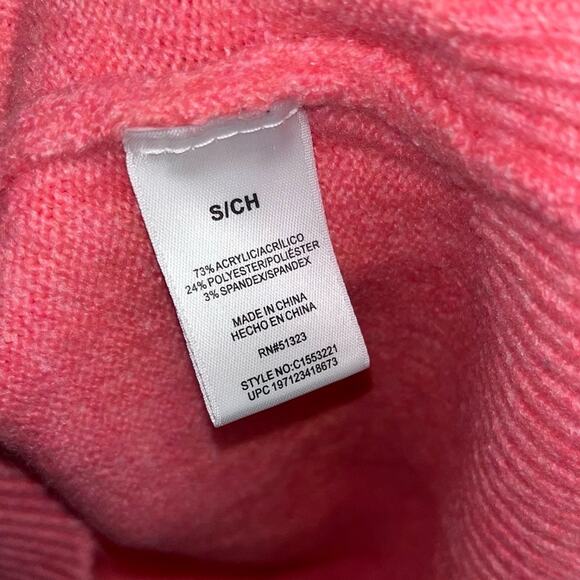 S/CH
73% ACRYLIC/ACRÍLICO
24% POLYESTER/POLIÉSTER
3% SPANDEX/SPANDEX
MADE IN CHINA
HECHO EN CHINA
RN#51323
STYLE NO:C1553221
UPC 197123418673